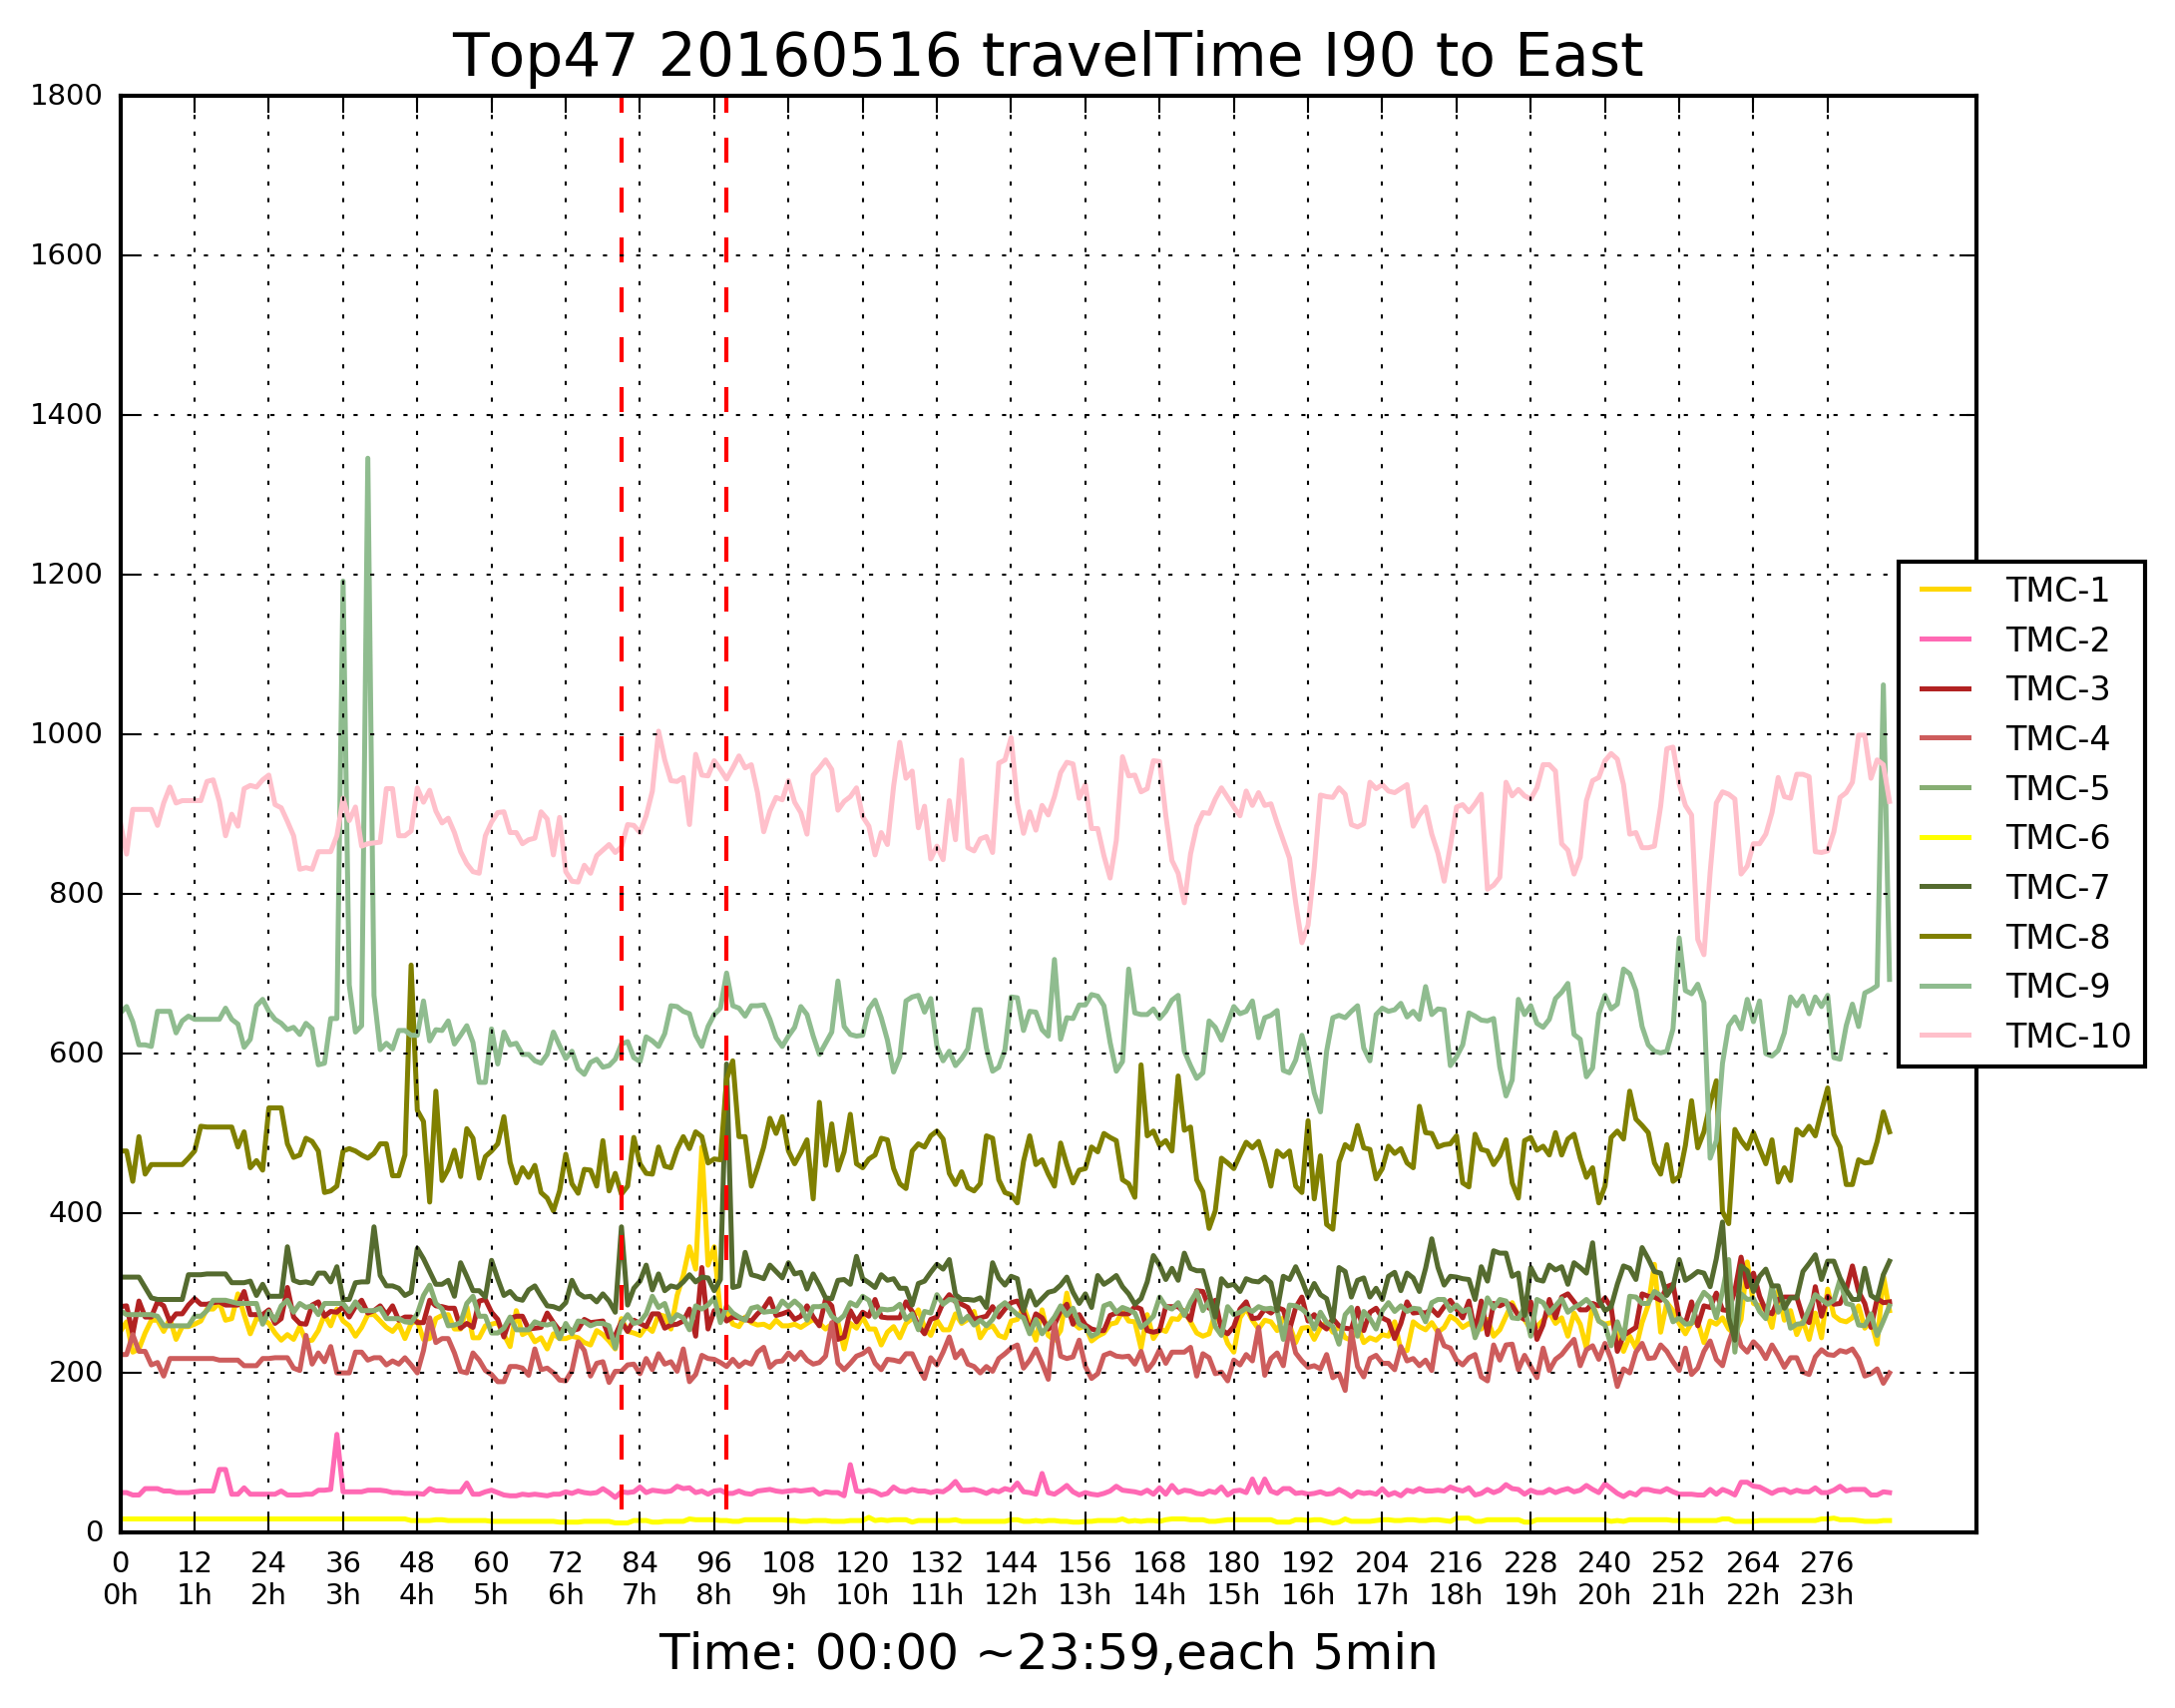 Top47 20160516 travelTime I90 to East
1800
1600
1400
1200
1000
800
600
400
200
0
TMC-1
TMC-2
TMC-3
TMC-4
TMC-5
TMC-6
TMC-7
TMC-8
TMC-9
TMC-10
0 12 24 36 48 60 72 84 96 108 120 132 144 156 168 180 192 204 216 228 240 252 264 276
0h 1h 2h 3h 4h 5h 6h 7h 8h 9h 10h 11h 12h 13h 14h 15h 16h 17h 18h 19h 20h 21h 22h 23h
Time: 00:00 ~23:59,each 5min